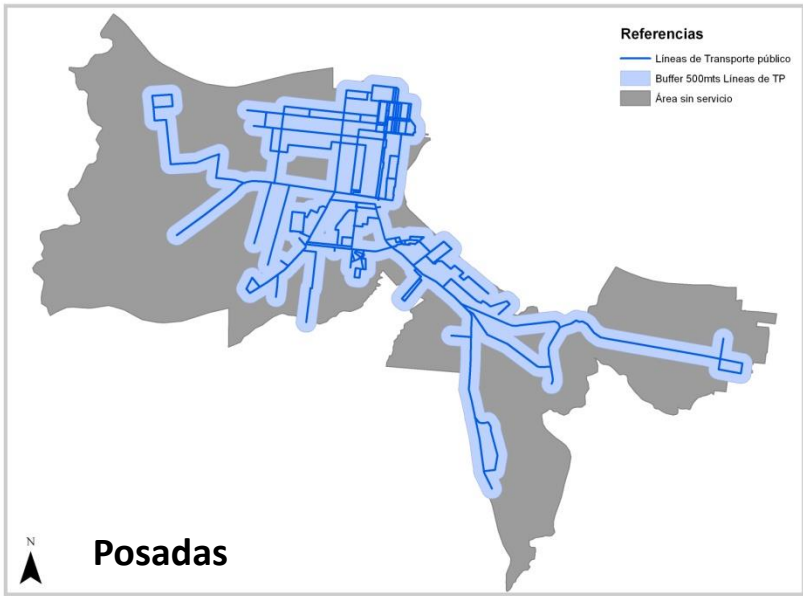 Referencias
Líneas de Transporte público
Buffer 500mts Líneas de TP
Área sin servicio
N
Posadas